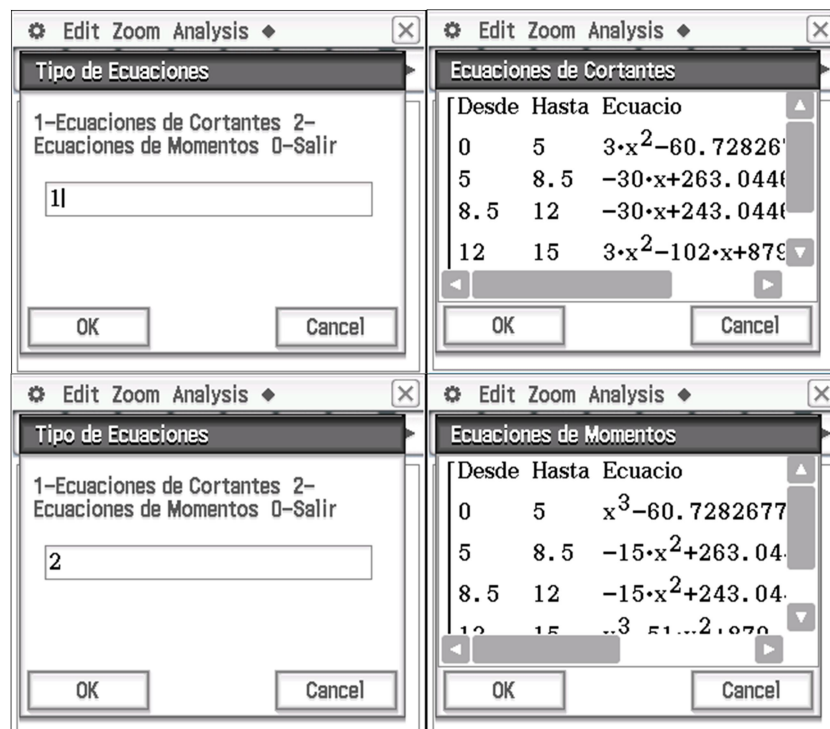 Edit Zoom Analysis
Tipo de Ecuaciones
1-Ecuaciones de Cortantes 2-
Ecuaciones de Momentos 0-Salir
1
OK Cancel
Edit Zoom Analysis
Ecuaciones de Cortantes
Desde Hasta Ecuacio
0 5 3·x²-60.72826
5 8.5 -30·x+263.0446
8.5 12 -30·x+243.0446
12 15 3·x²-102·x+879
OK Cancel
Edit Zoom Analysis
Tipo de Ecuaciones
1-Ecuaciones de Cortantes 2-
Ecuaciones de Momentos 0-Salir
2
OK Cancel
Edit Zoom Analysis
Ecuaciones de Momentos
Desde Hasta Ecuacio
0 5 x³-60.7282677
5 8.5 -15·x²+263.04
8.5 12 -15·x²+243.04
12 15
OK Cancel